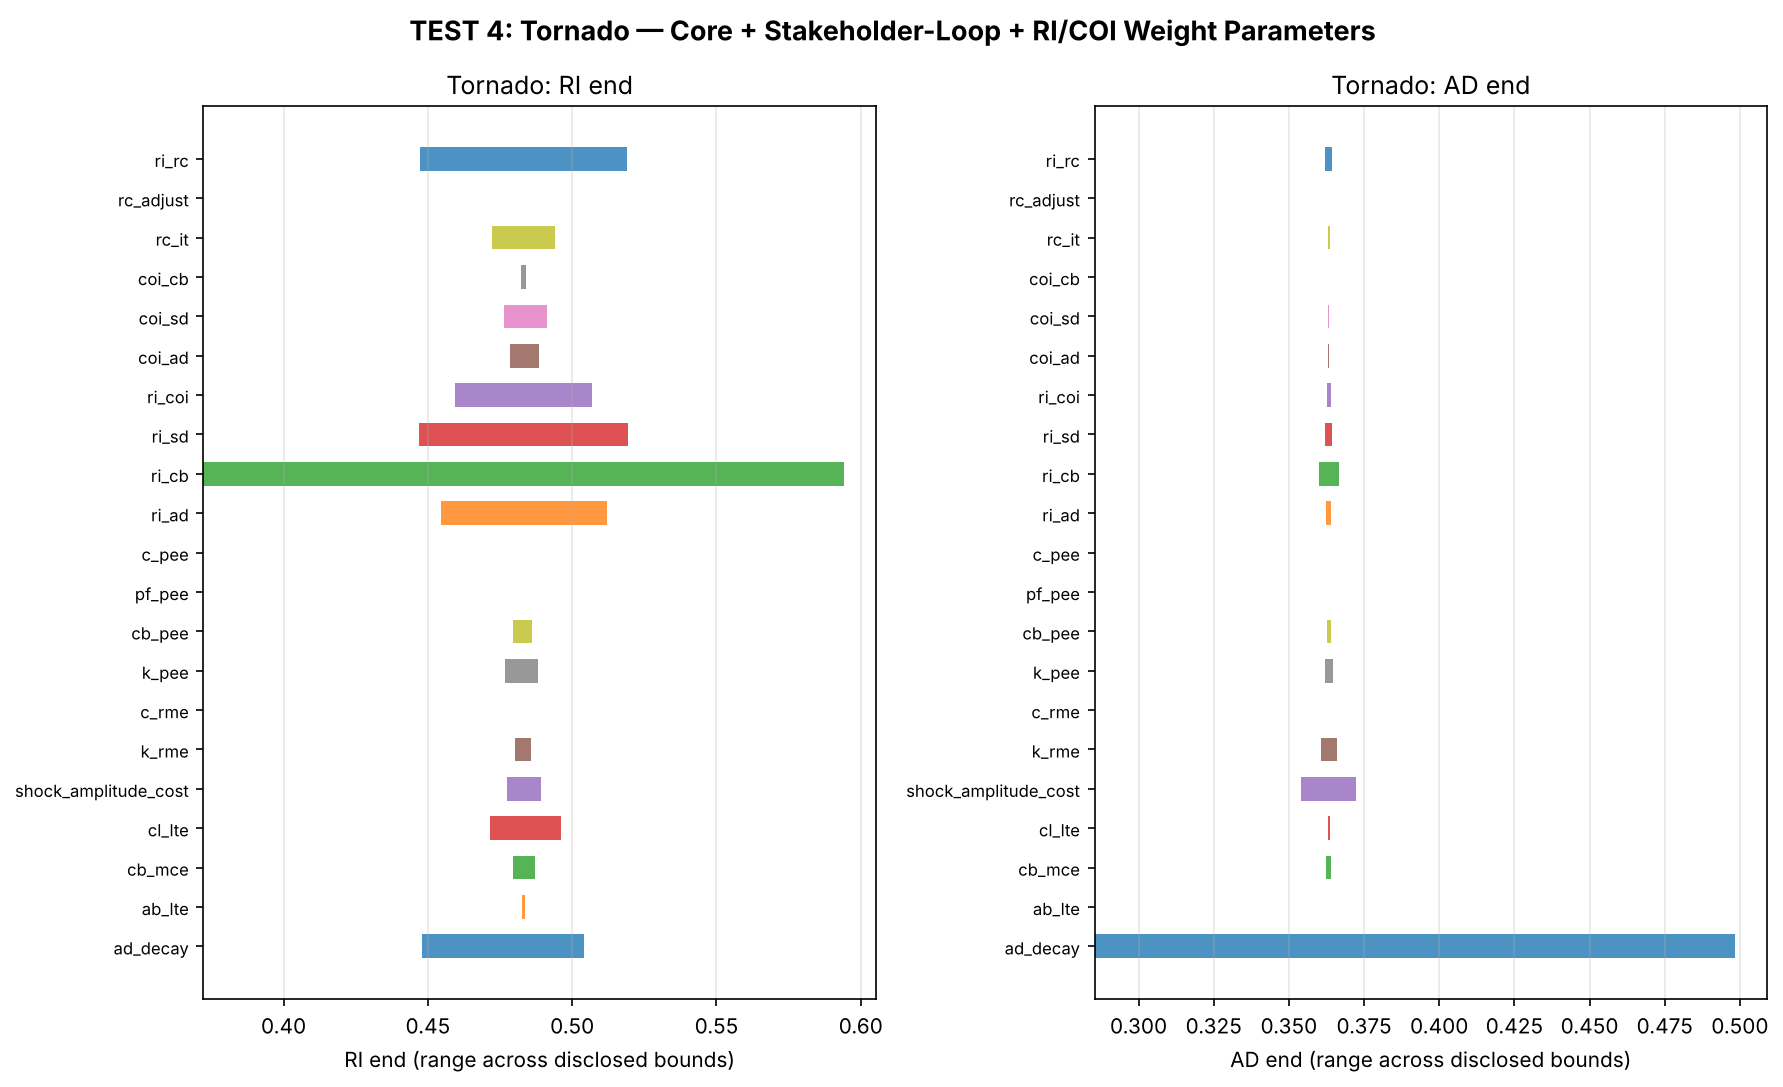 TEST 4: Tornado — Core + Stakeholder-Loop + RI/COI Weight Parameters
Tornado: RI end
ri_rc
rc_adjust
rc_it
coi_cb
coi_sd
coi_ad
ri_coi
ri_sd
ri_cb
ri_ad
c_pee
pf_pee
cb_pee
k_pee
c_rme
k_rme
shock_amplitude_cost
cl_lte
cb_mce
ab_lte
ad_decay
0.40 0.45 0.50 0.55 0.60
RI end (range across disclosed bounds)
Tornado: AD end
ri_rc
rc_adjust
rc_it
coi_cb
coi_sd
coi_ad
ri_coi
ri_sd
ri_cb
ri_ad
c_pee
pf_pee
cb_pee
k_pee
c_rme
k_rme
shock_amplitude_cost
cl_lte
cb_mce
ab_lte
ad_decay
0.300 0.325 0.350 0.375 0.400 0.425 0.450 0.475 0.500
AD end (range across disclosed bounds)